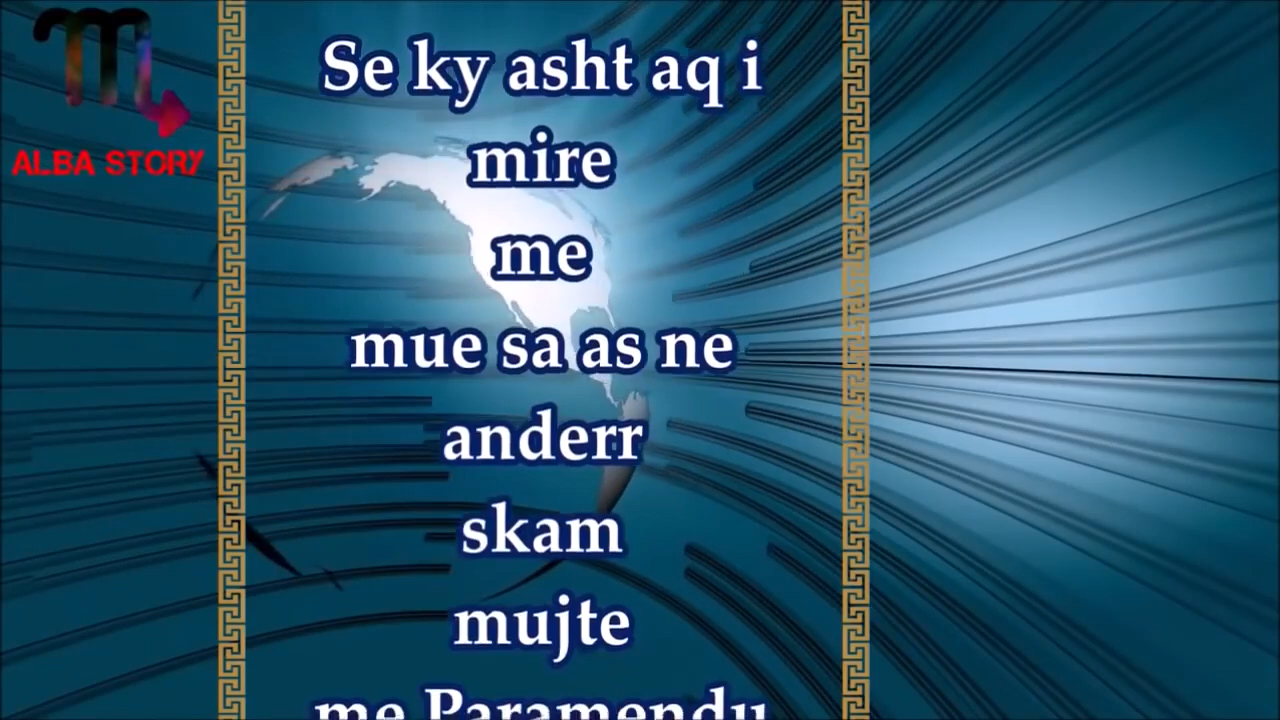 ALBA STORY
Se ky asht aq i
mire
me
mue sa as ne
anderr
skam
mujte
me Paramendu